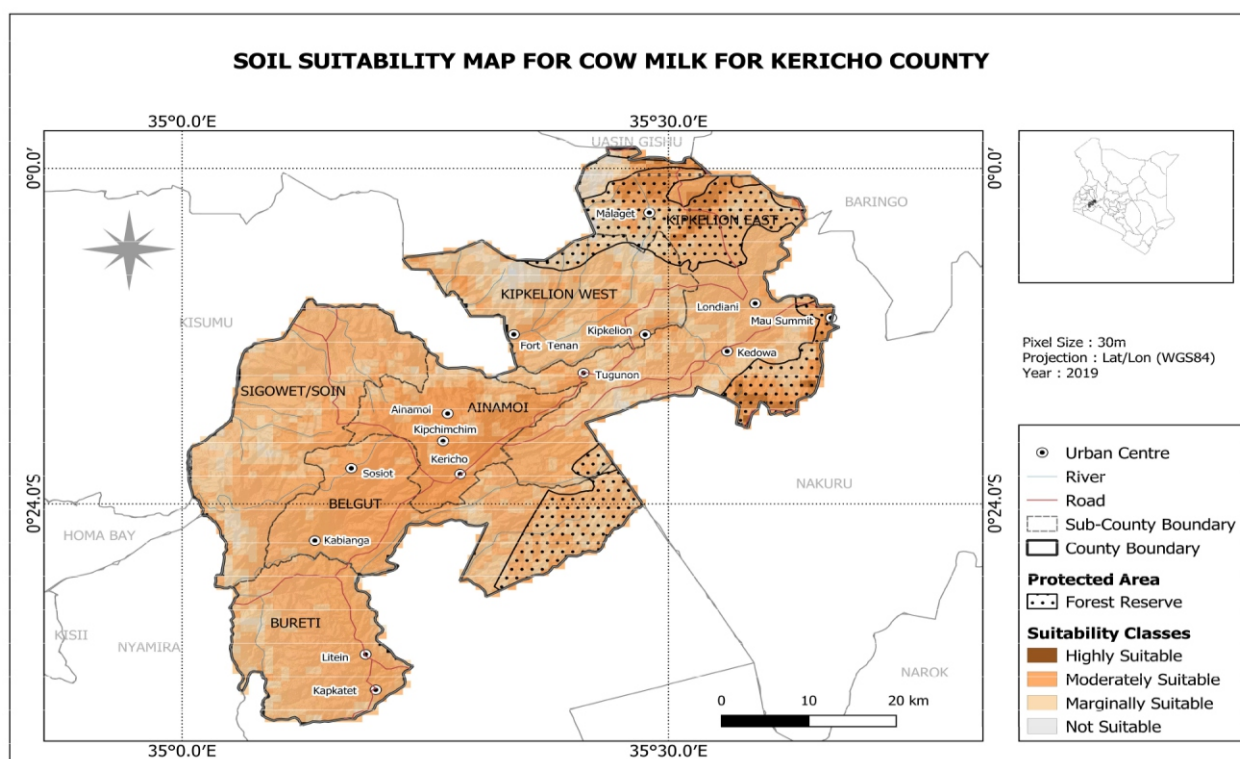 SOIL SUITABILITY MAP FOR COW MILK FOR KERICHO COUNTY
35°0.0'E
35°30.0'E
UASIN GISHU
0°0.0'
0°0.0'
BARINGO
Malaget
KIPKELION EAST
KIPKELION WEST
Londiani
Mau Summit
KISUMU
Kipkelion
Fort Tenan
Kedowa
Tugunon
SIGOWET/SOIN
Ainamoi
AINAMOI
Kipchimchim
Kericho
Sosiot
NAKURU
BELGUT
0°24.0'S
0°24.0'S
HOMA BAY
Kabianga
BURETI
KISII
NYAMIRA
Litein
NAROK
Kapkatet
0 10 20 km
35°0.0'E
35°30.0'E
Pixel Size : 30m
Projection : Lat/Lon (WGS84)
Year : 2019
Urban Centre
River
Road
Sub-County Boundary
County Boundary
Protected Area
Forest Reserve
Suitability Classes
Highly Suitable
Moderately Suitable
Marginally Suitable
Not Suitable